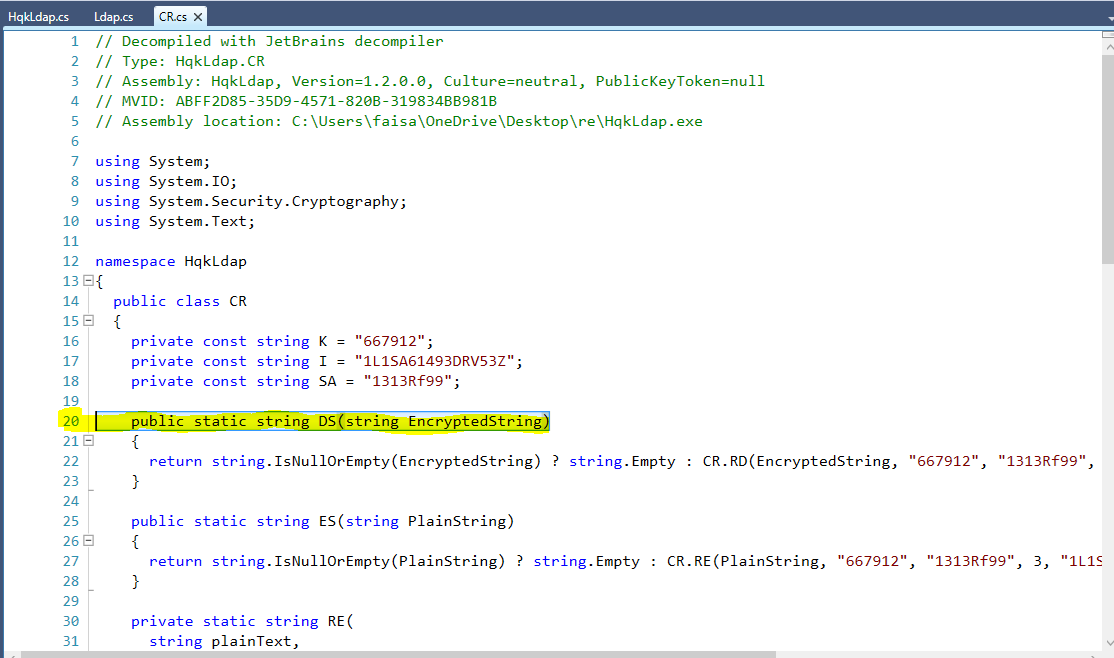 HqkLdap.cs Ldap.cs CR.cs
1 // Decompiled with JetBrains decompiler
2 // Type: HqkLdap.CR
3 // Assembly: HqkLdap, Version=1.2.0.0, Culture=neutral, PublicKeyToken=null
4 // MVID: ABFF2D85-35D9-4571-820B-319834BB981B
5 // Assembly location: C:\Users\faisa\OneDrive\Desktop\re\HqkLdap.exe
6
7 using System;
8 using System.IO;
9 using System.Security.Cryptography;
10 using System.Text;
11
12 namespace HqkLdap
13 {
14 public class CR
15 {
16 private const string K = "667912";
17 private const string I = "1L1SA61493DRV53Z";
18 private const string SA = "1313Rf99";
19
20 public static string DS(string EncryptedString)
21 {
22 return string.IsNullOrEmpty(EncryptedString) ? string.Empty : CR.RD(EncryptedString, "667912", "1313Rf99",
23 }
24
25 public static string ES(string PlainString)
26 {
27 return string.IsNullOrEmpty(PlainString) ? string.Empty : CR.RE(PlainString, "667912", "1313Rf99", 3, "1L1S
28 }
29
30 private static string RE(
31 string plainText,